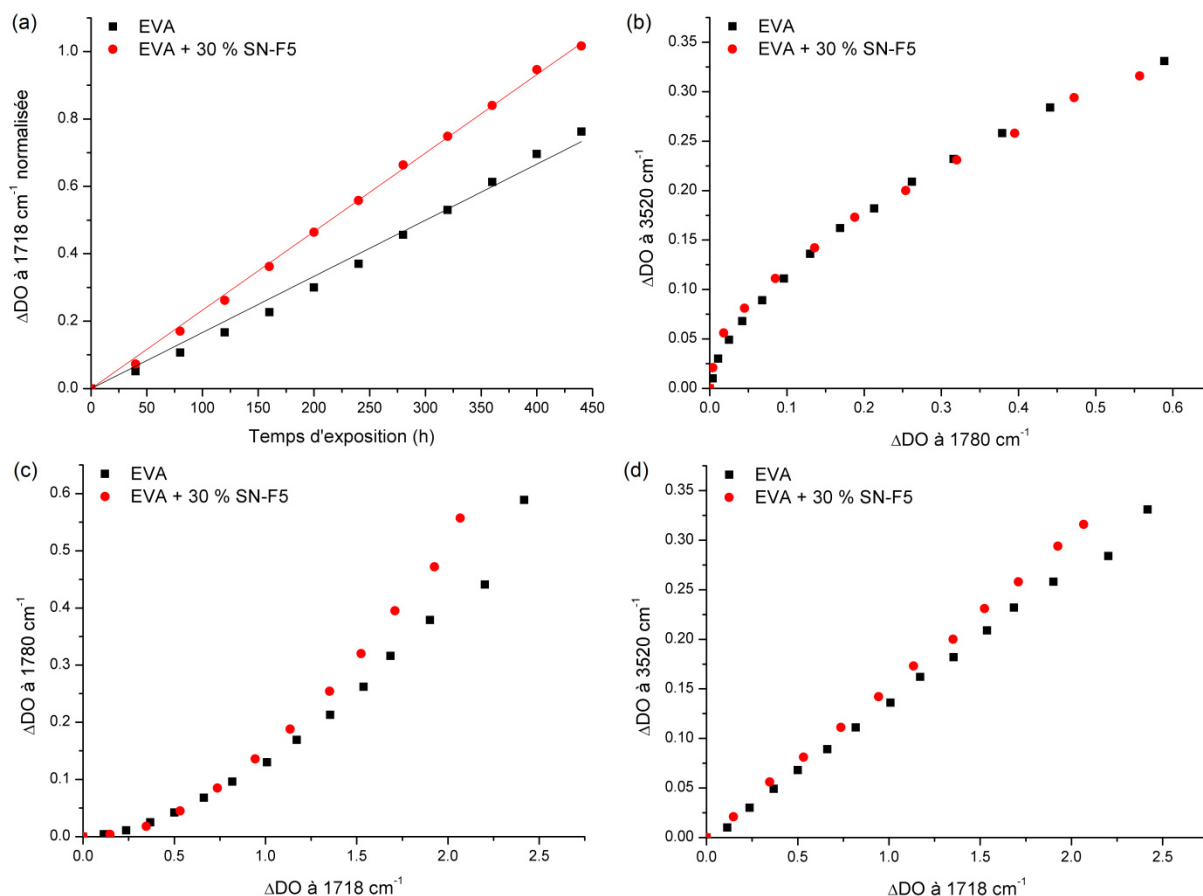 (a)
EVA
EVA + 30 % SN-F5
1.0
0.8
0.6
0.4
0.2
0.0
0 50 100 150 200 250 300 350 400 450
ΔDO à 1718 cm⁻¹ normalisée
Temps d'exposition (h)
(b)
EVA
EVA + 30 % SN-F5
0.35
0.30
0.25
0.20
0.15
0.10
0.05
0.00
0.0 0.1 0.2 0.3 0.4 0.5 0.6
ΔDO à 3520 cm⁻¹
ΔDO à 1780 cm⁻¹
(c)
EVA
EVA + 30 % SN-F5
0.6
0.5
0.4
0.3
0.2
0.1
0.0
0.0 0.5 1.0 1.5 2.0 2.5
ΔDO à 1780 cm⁻¹
ΔDO à 1718 cm⁻¹
(d)
EVA
EVA + 30 % SN-F5
0.35
0.30
0.25
0.20
0.15
0.10
0.05
0.00
0.0 0.5 1.0 1.5 2.0 2.5
ΔDO à 3520 cm⁻¹
ΔDO à 1718 cm⁻¹